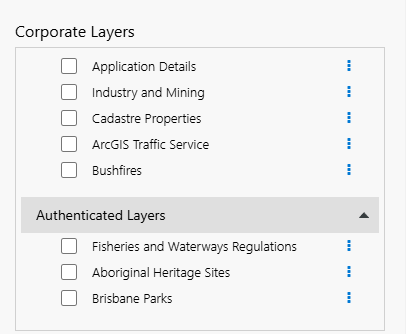 Corporate Layers
Application Details
Industry and Mining
Cadastre Properties
ArcGIS Traffic Service
Bushfires
Authenticated Layers
Fisheries and Waterways Regulations
Aboriginal Heritage Sites
Brisbane Parks